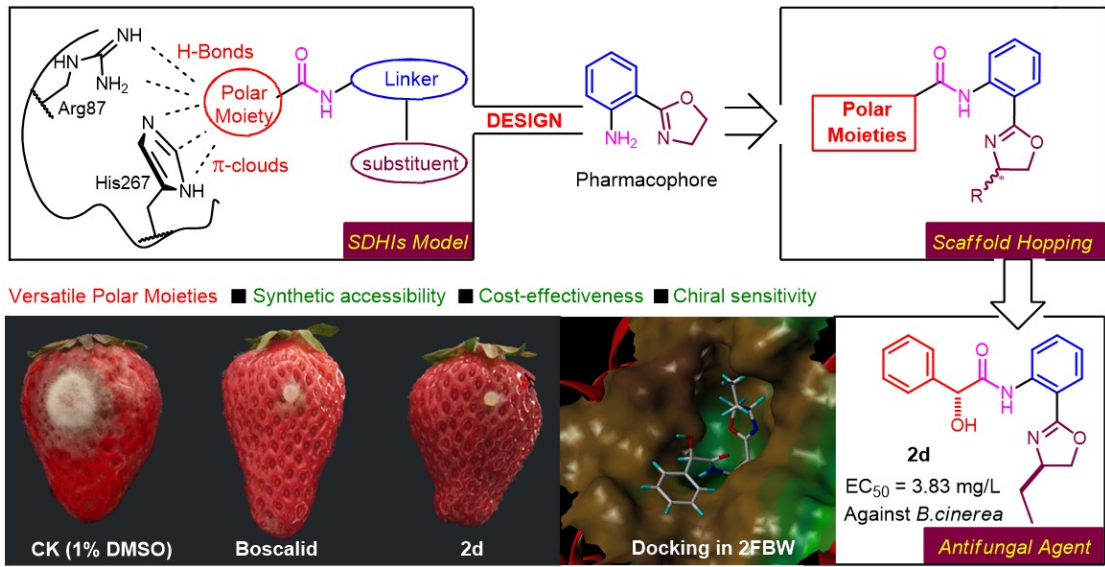 NH
H-Bonds
HN
NH2
Arg87
N
NH
His267
π-clouds
Polar
Moiety
O
N
H
Linker
substituent
SDHIs Model
DESIGN
O
N
NH2
Pharmacophore
Polar
Moieties
O
N
H
N
O
*
R
Scaffold Hopping
Versatile Polar Moieties ■ Synthetic accessibility ■ Cost-effectiveness ■ Chiral sensitivity
CK (1% DMSO)
Boscalid
2d
Docking in 2FBW
O
N
H
OH
N
O
2d
EC50 = 3.83 mg/L
Against B.cinerea
Antifungal Agent